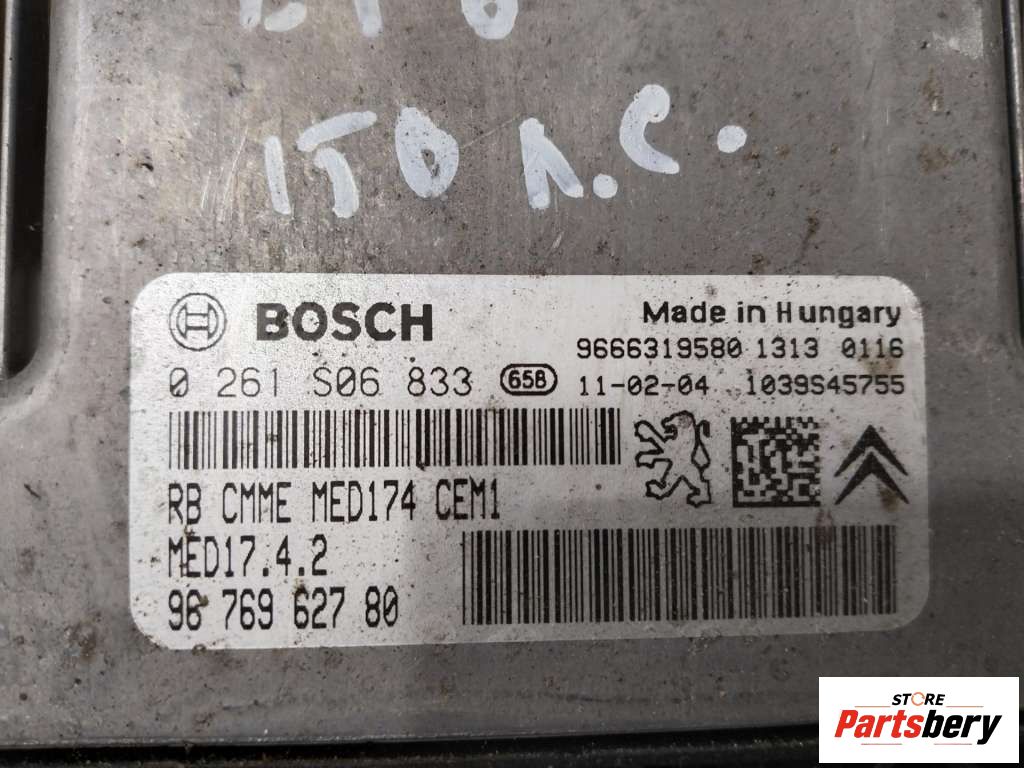 150 л.с.
BOSCH
Made in Hungary
9666319580 1313 0116
0 261 S06 833 658 11-02-04 1039S45755
RB CMME MED174 CEM1
MED17.4.2
96 769 627 80
STORE
Partsbery